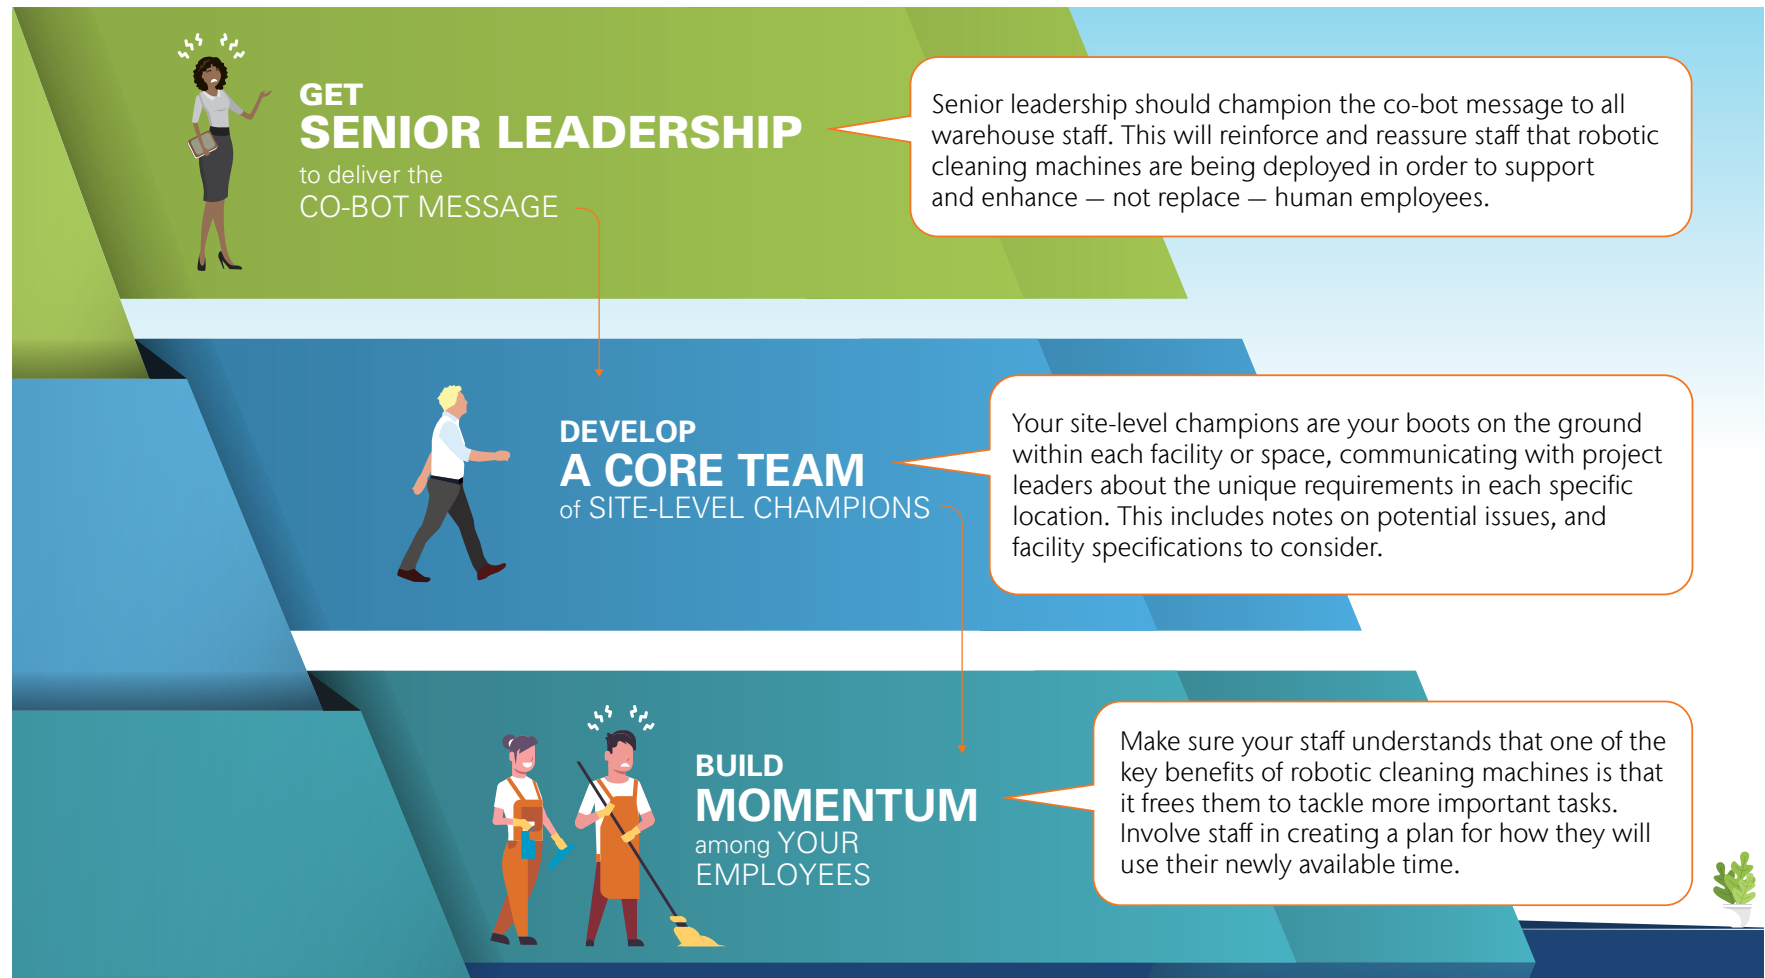 GET
SENIOR LEADERSHIP
to deliver the
CO-BOT MESSAGE
Senior leadership should champion the co-bot message to all
warehouse staff. This will reinforce and reassure staff that robotic
cleaning machines are being deployed in order to support
and enhance — not replace — human employees.
DEVELOP
A CORE TEAM
of SITE-LEVEL CHAMPIONS
Your site-level champions are your boots on the ground
within each facility or space, communicating with project
leaders about the unique requirements in each specific
location. This includes notes on potential issues, and
facility specifications to consider.
BUILD
MOMENTUM
among YOUR
EMPLOYEES
Make sure your staff understands that one of the
key benefits of robotic cleaning machines is that
it frees them to tackle more important tasks.
Involve staff in creating a plan for how they will
use their newly available time.